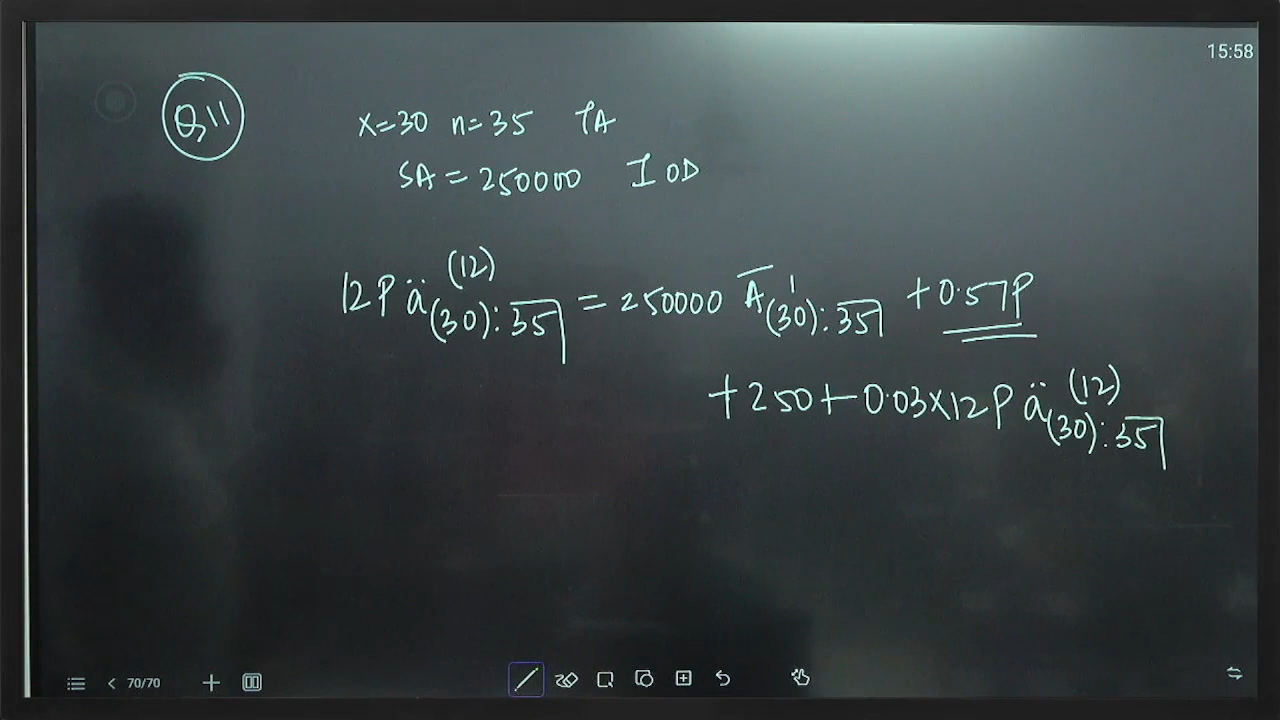 15:58
Q11
x=30 n=35 TA
SA = 250000 IOD
12P ä^(12)_(30):35̅| = 250000 A̅^1_(30):35̅| + 0.57P
+ 250 + 0.03×12P ä^(12)_(30):35̅|
70/70